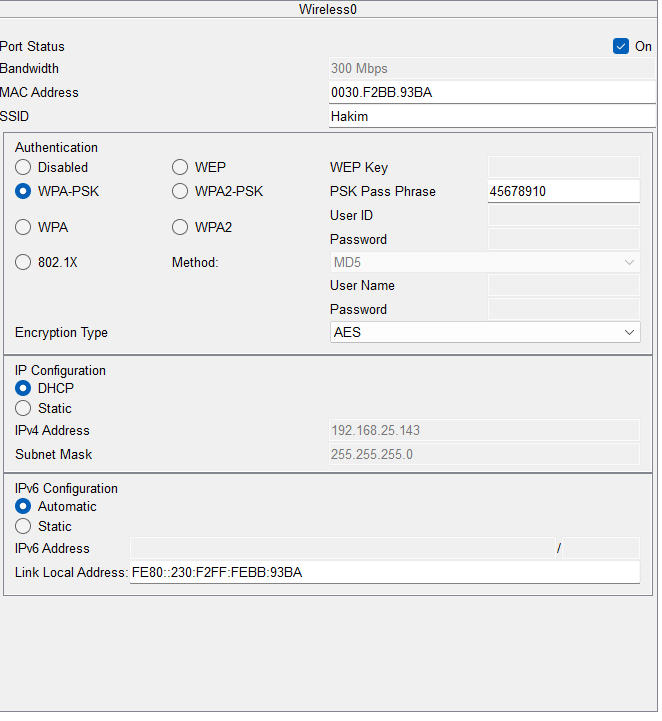 Wireless0
Port Status On
Bandwidth 300 Mbps
MAC Address 0030.F2BB.93BA
SSID Hakim
Authentication
Disabled WEP WEP Key
WPA-PSK WPA2-PSK PSK Pass Phrase 45678910
User ID
WPA WPA2
Password
802.1X Method: MD5
User Name
Password
Encryption Type AES
IP Configuration
DHCP
Static
IPv4 Address 192.168.25.143
Subnet Mask 255.255.255.0
IPv6 Configuration
Automatic
Static
IPv6 Address /
Link Local Address: FE80::230:F2FF:FEBB:93BA